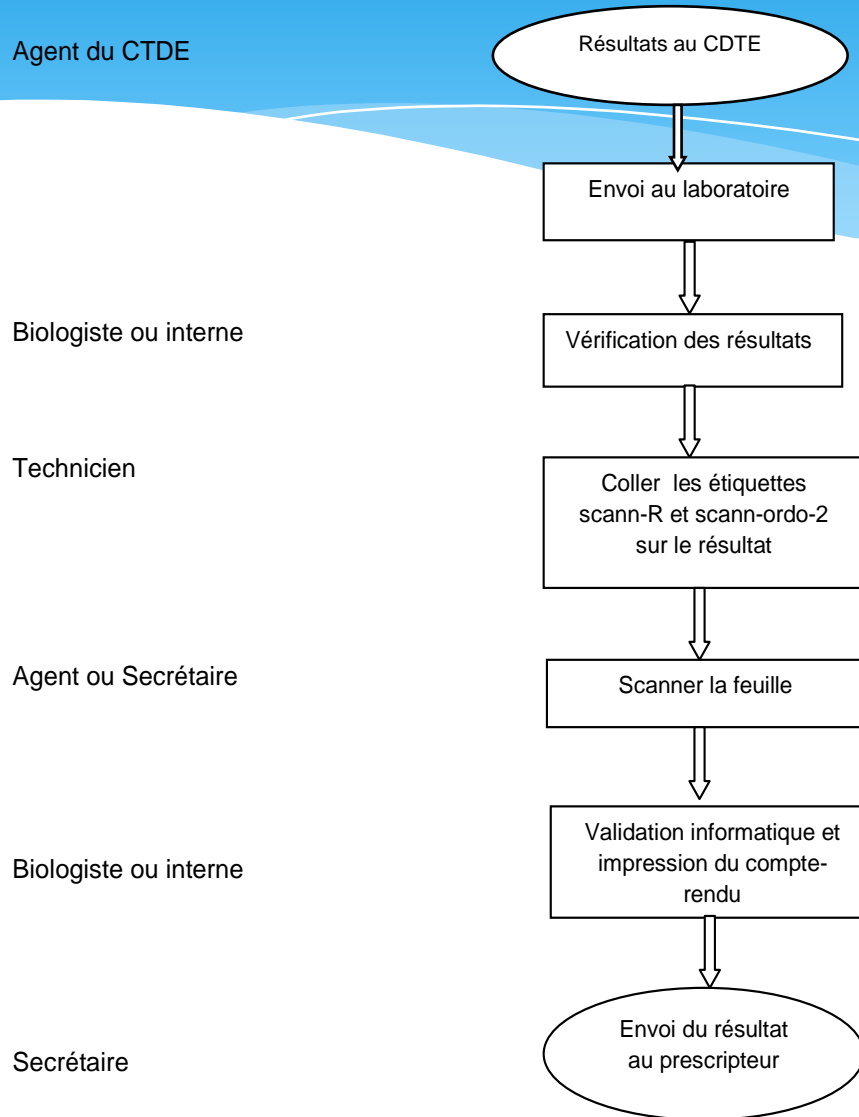 Agent du CTDE
Résultats au CDTE
Envoi au laboratoire
Biologiste ou interne
Vérification des résultats
Technicien
Coller les étiquettes
scann-R et scann-ordo-2
sur le résultat
Agent ou Secrétaire
Scanner la feuille
Biologiste ou interne
Validation informatique et
impression du compte-
rendu
Secrétaire
Envoi du résultat
au prescripteur